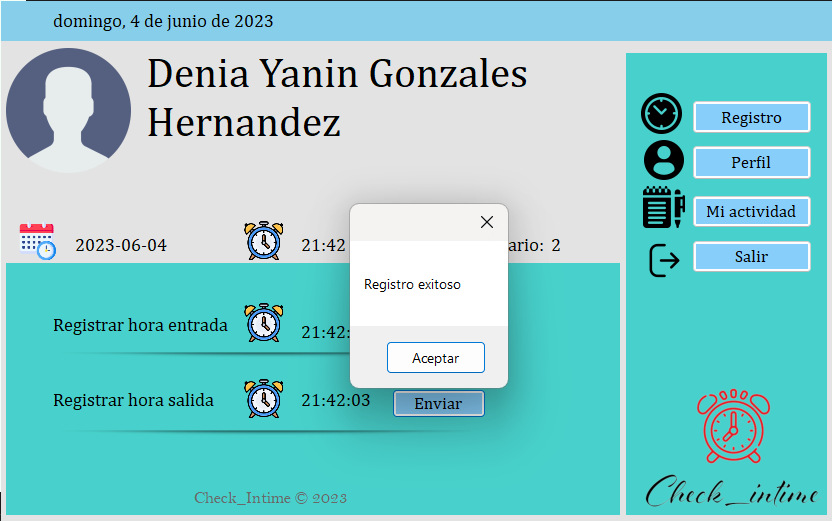 domingo, 4 de junio de 2023
Denia Yanin Gonzales
Hernandez
2023-06-04
21:42
ario: 2
Registro exitoso
Aceptar
Registrar hora entrada
21:42:
Registrar hora salida
21:42:03
Enviar
Check_Intime © 2023
Registro
Perfil
Mi actividad
Salir
Check_intime